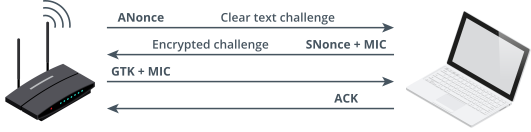 ANonce Clear text challenge
Encrypted challenge SNonce + MIC
GTK + MIC
ACK